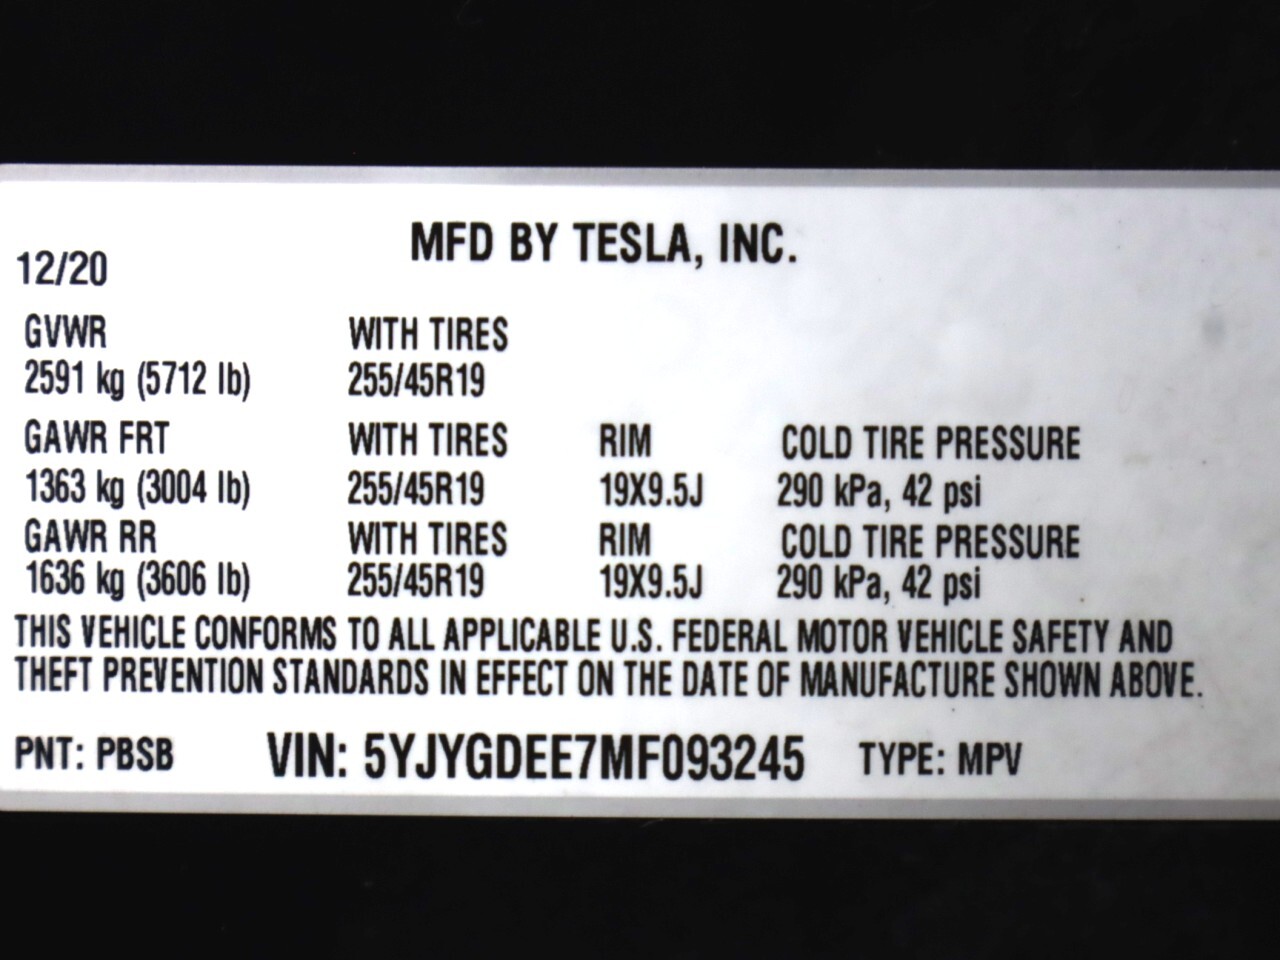 MFD BY TESLA, INC.
12/20
GVWR WITH TIRES
2591 kg (5712 lb) 255/45R19
GAWR FRT WITH TIRES RIM COLD TIRE PRESSURE
1363 kg (3004 lb) 255/45R19 19X9.5J 290 kPa, 42 psi
GAWR RR WITH TIRES RIM COLD TIRE PRESSURE
1636 kg (3606 lb) 255/45R19 19X9.5J 290 kPa, 42 psi
THIS VEHICLE CONFORMS TO ALL APPLICABLE U.S. FEDERAL MOTOR VEHICLE SAFETY AND
THEFT PREVENTION STANDARDS IN EFFECT ON THE DATE OF MANUFACTURE SHOWN ABOVE.
PNT: PBSB VIN: 5YJYGDEE7MF093245 TYPE: MPV